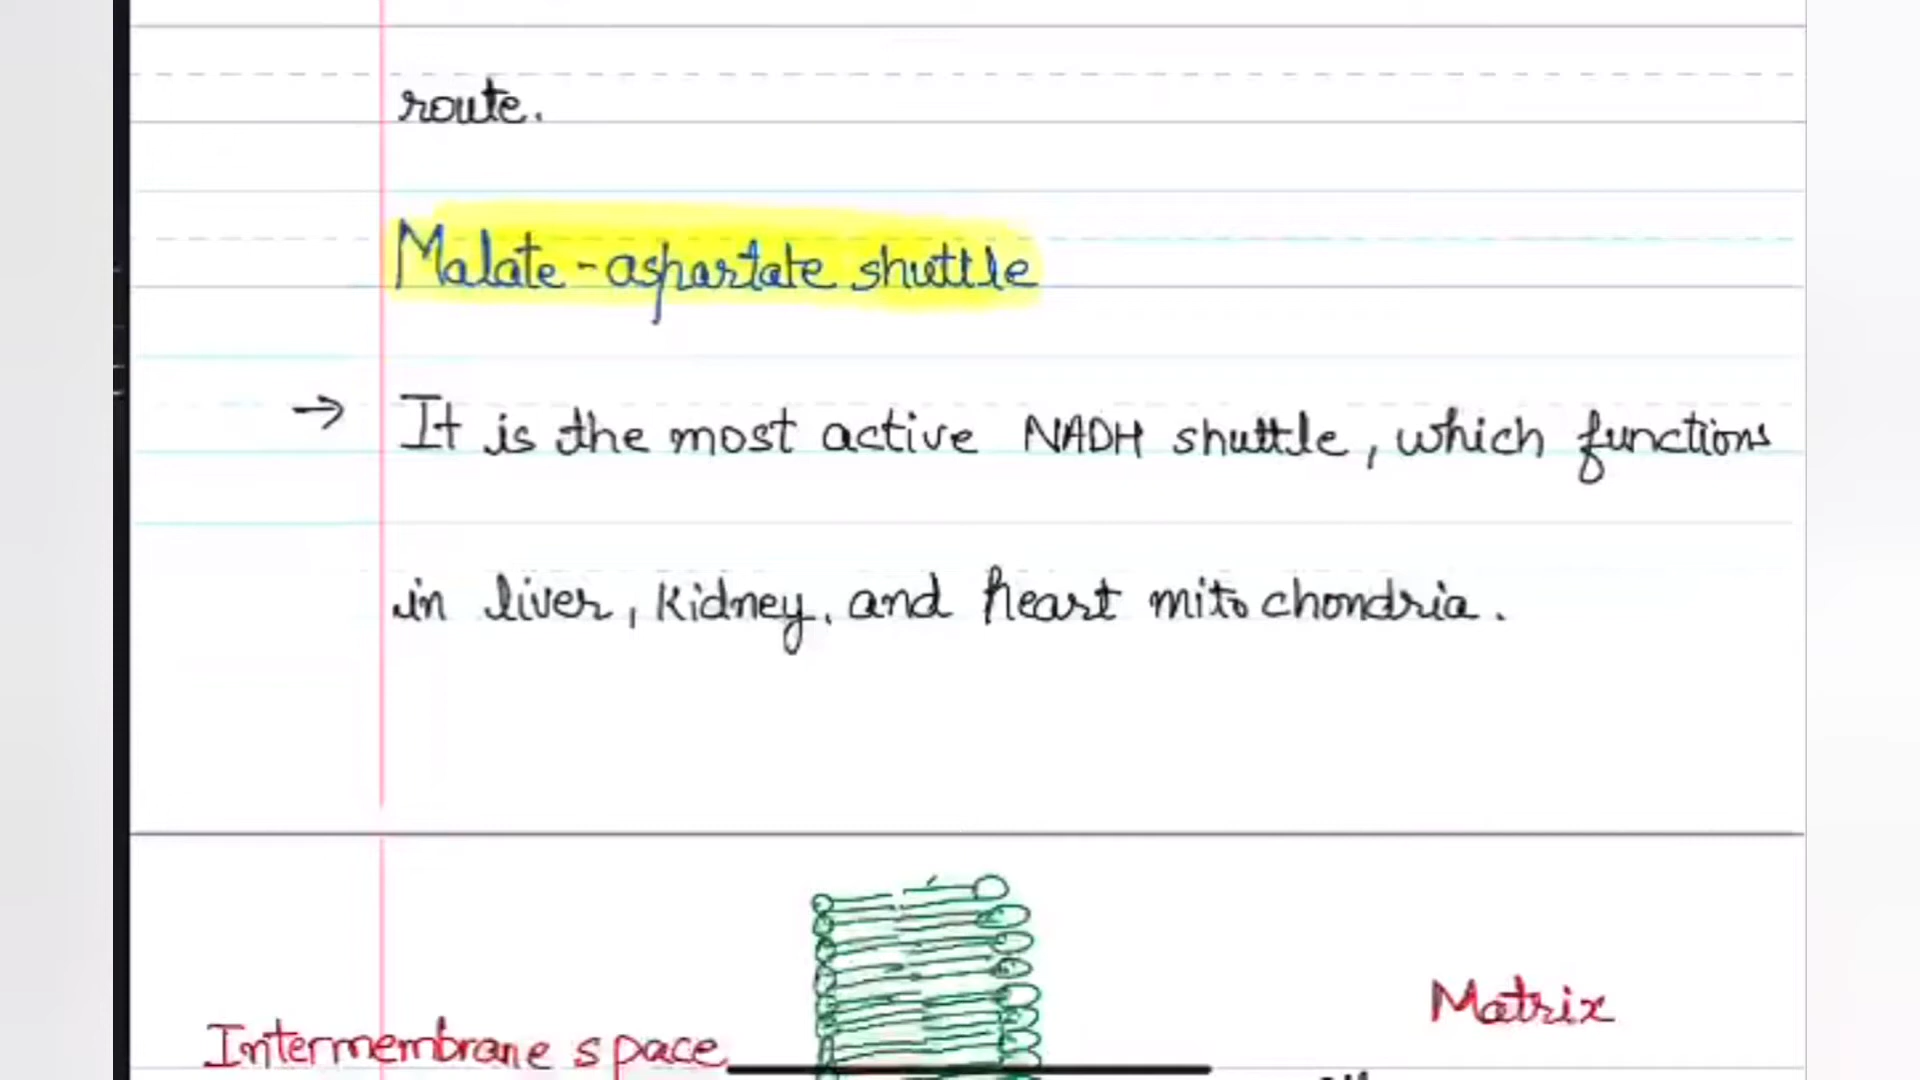 route.
Malate-aspartate shuttle
→ It is the most active NADH shuttle, which functions
in liver, kidney, and heart mitochondria.
Matrix
Intermembrane space